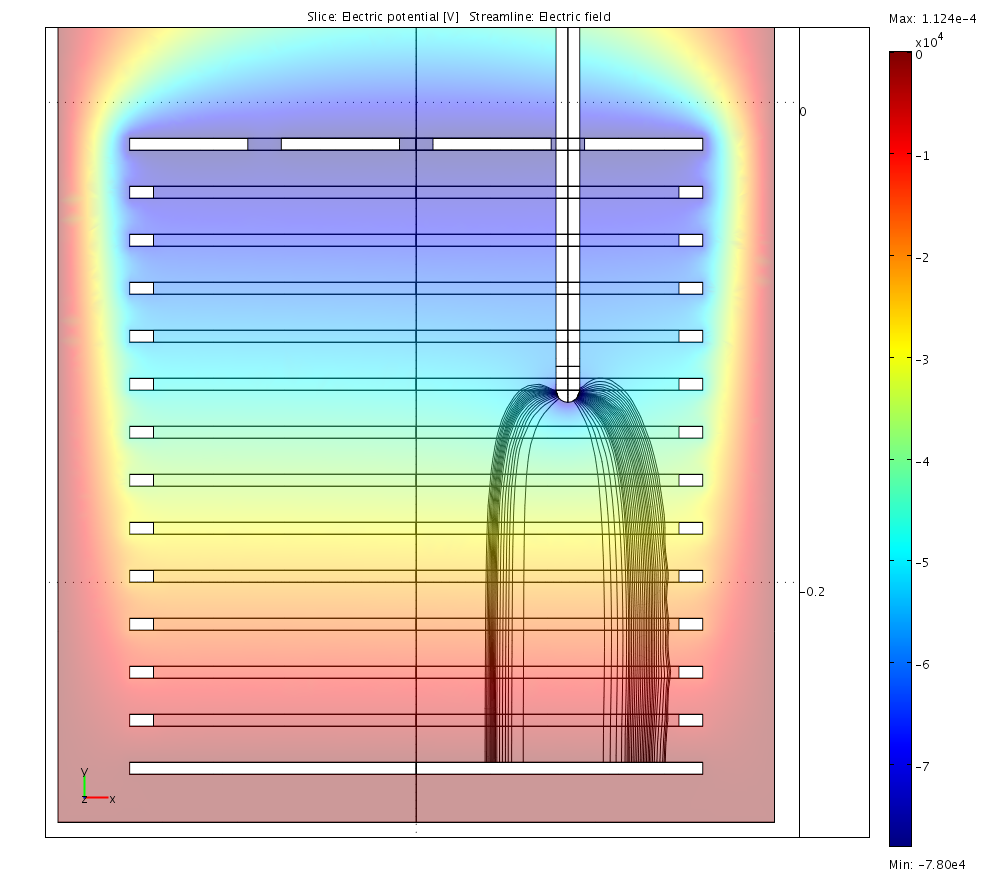 Slice: Electric potential [V]   Streamline: Electric field
Max: 1.124e-4
x10^4
0
-1
-2
-3
-4
-5
-6
-7
Min: -7.80e4
0
-0.2
y
z x